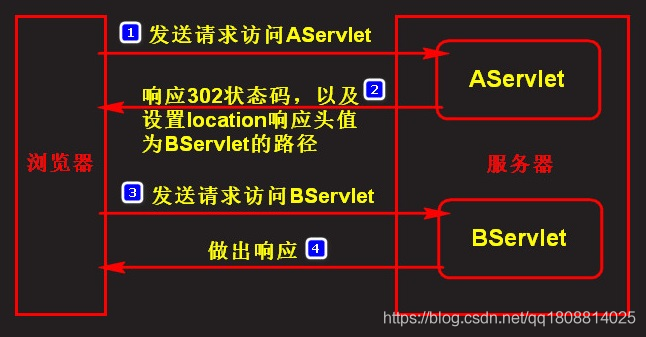 1 发送请求访问AServlet
AServlet
响应302状态码，以及 2
设置location响应头值
为BServlet的路径
浏览器
服务器
3 发送请求访问BServlet
BServlet
做出响应 4
https://blog.csdn.net/qq1808814025